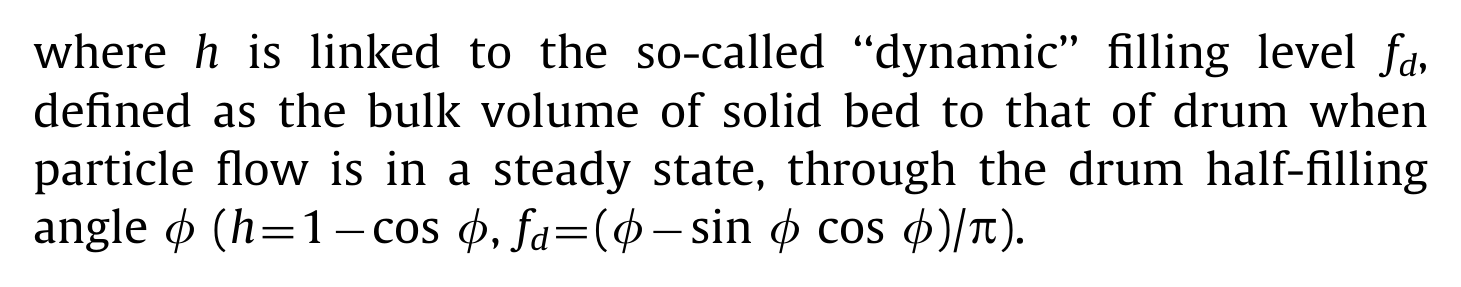 where h is linked to the so-called “dynamic” filling level f_d,
defined as the bulk volume of solid bed to that of drum when
particle flow is in a steady state, through the drum half-filling
angle ϕ (h=1−cos ϕ, f_d=(ϕ−sin ϕ cos ϕ)/π).